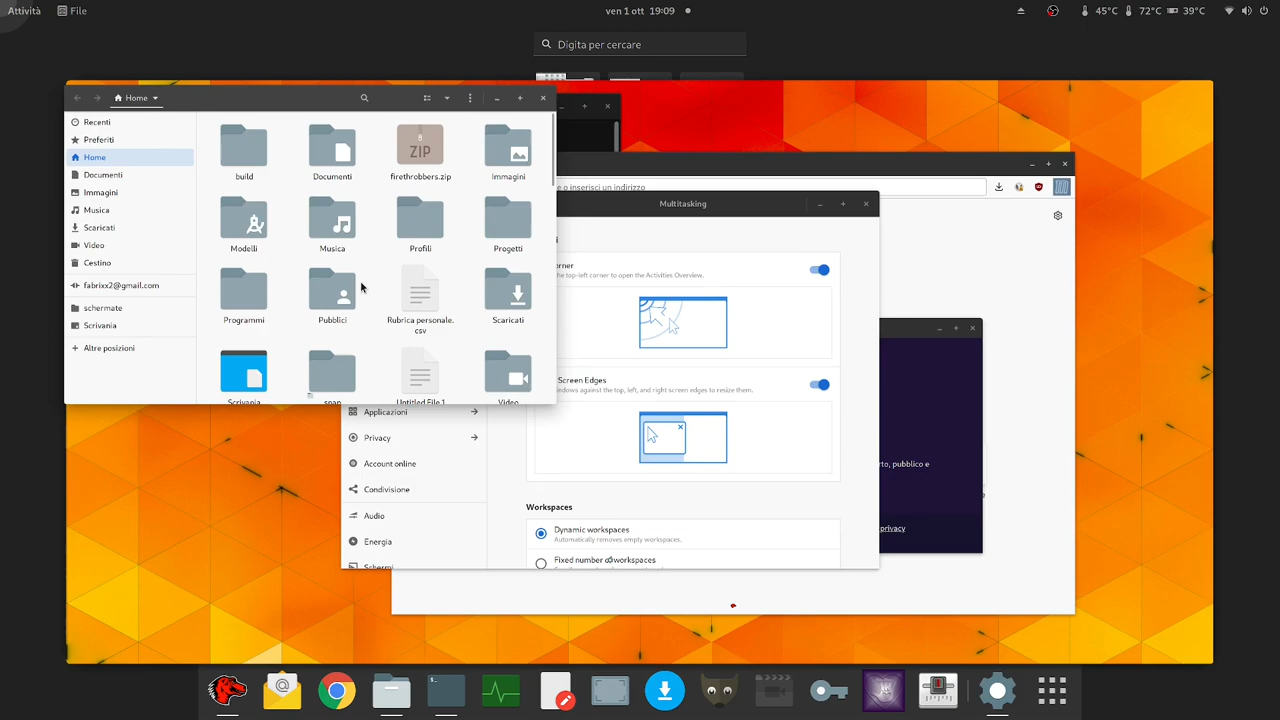 Attività File ven 1 ott 19:09 45°C 72°C 39°C
Digita per cercare
Home
Recenti
Preferiti
Home
Documenti
Immagini
Musica
Scaricati
Video
Cestino
fabrixx2@gmail.com
schermate
Scrivania
Altre posizioni
ZIP
build Documenti firethrobbers.zip Immagini
Modelli Musica Profili Progetti
Programmi Pubblici Rubrica personale. Scaricati
csv
Scrivania snap Untitled File 1 Video
e o inserisci un indirizzo
Multitasking
orner
the top-left corner to open the Activities Overview.
Screen Edges
indows against the top, left, and right screen edges to resize them.
Applicazioni
Privacy
Account online
Condivisione
Audio
Energia
Schermi
Workspaces
Dynamic workspaces
Automatically removes empty workspaces.
Fixed number of workspaces
rto, pubblico e
privacy